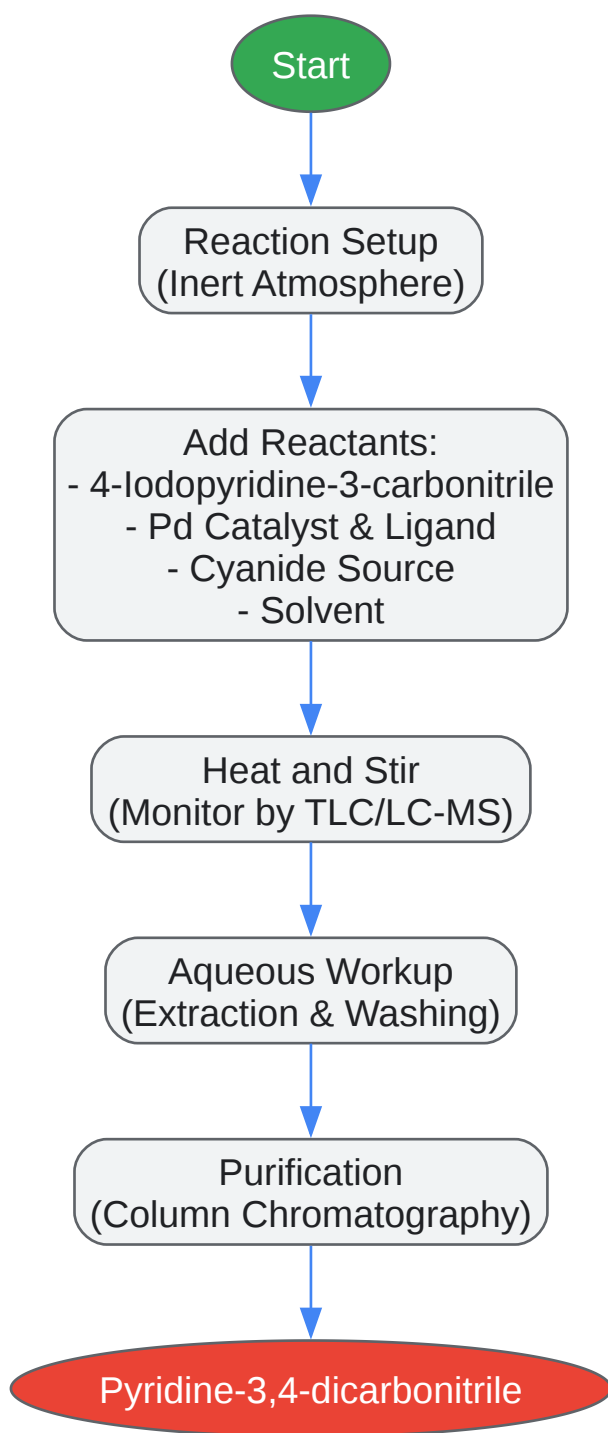 Start
Reaction Setup
(Inert Atmosphere)
Add Reactants:
- 4-Iodopyridine-3-carbonitrile
- Pd Catalyst & Ligand
- Cyanide Source
- Solvent
Heat and Stir
(Monitor by TLC/LC-MS)
Aqueous Workup
(Extraction & Washing)
Purification
(Column Chromatography)
Pyridine-3,4-dicarbonitrile